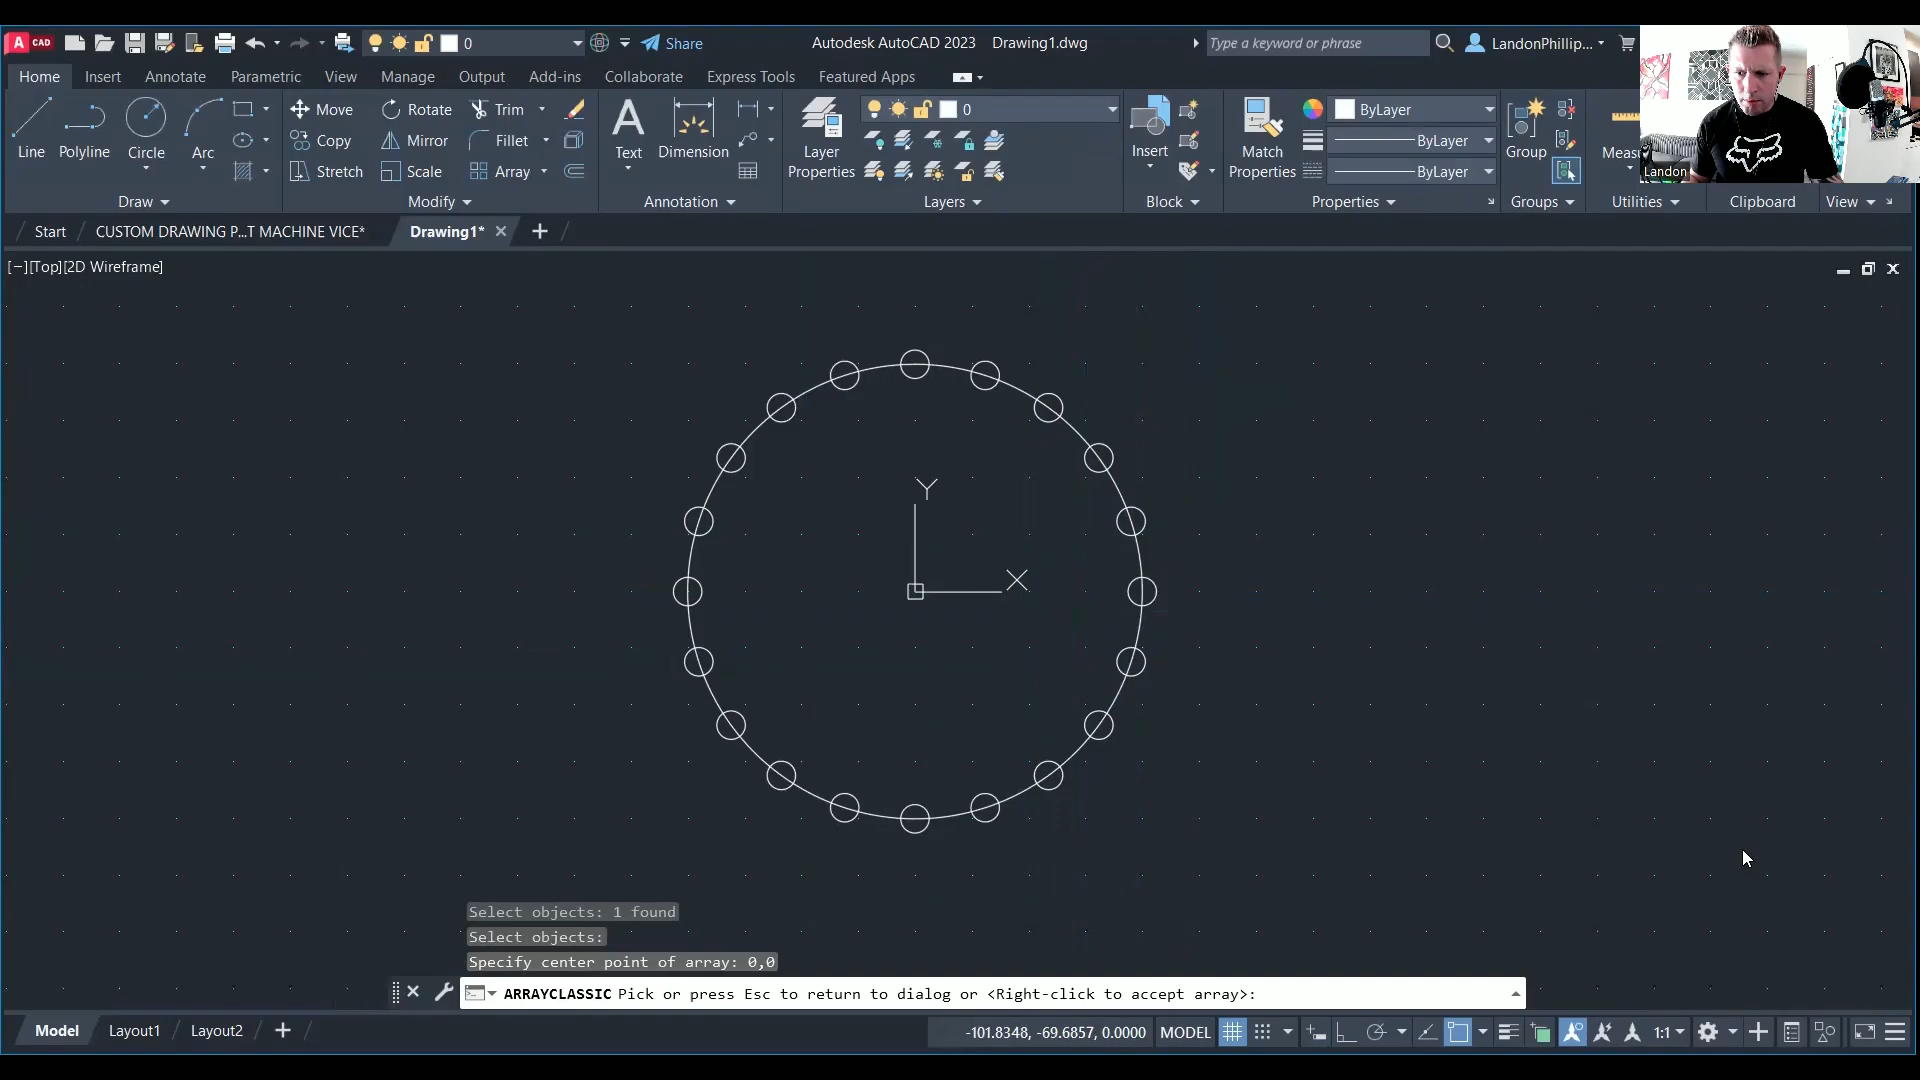 A CAD 0 Share Autodesk AutoCAD 2023 Drawing1.dwg Type a keyword or phrase LandonPhillip...
Home Insert Annotate Parametric View Manage Output Add-ins Collaborate Express Tools Featured Apps
Move Rotate Trim 0 ByLayer
Line Polyline Circle Arc Copy Mirror Fillet Text Dimension Layer Properties Insert Match Properties ByLayer Group
Stretch Scale Array ByLayer Landon
Draw Modify Annotation Layers Block Properties Groups Utilities Clipboard View
Start CUSTOM DRAWING P...T MACHINE VICE* Drawing1*
[−][Top][2D Wireframe]
Y
X
Select objects: 1 found
Select objects:
Specify center point of array: 0,0
ARRAYCLASSIC Pick or press Esc to return to dialog or <Right-click to accept array>:
Model Layout1 Layout2 -101.8348, -69.6857, 0.0000 MODEL 1:1